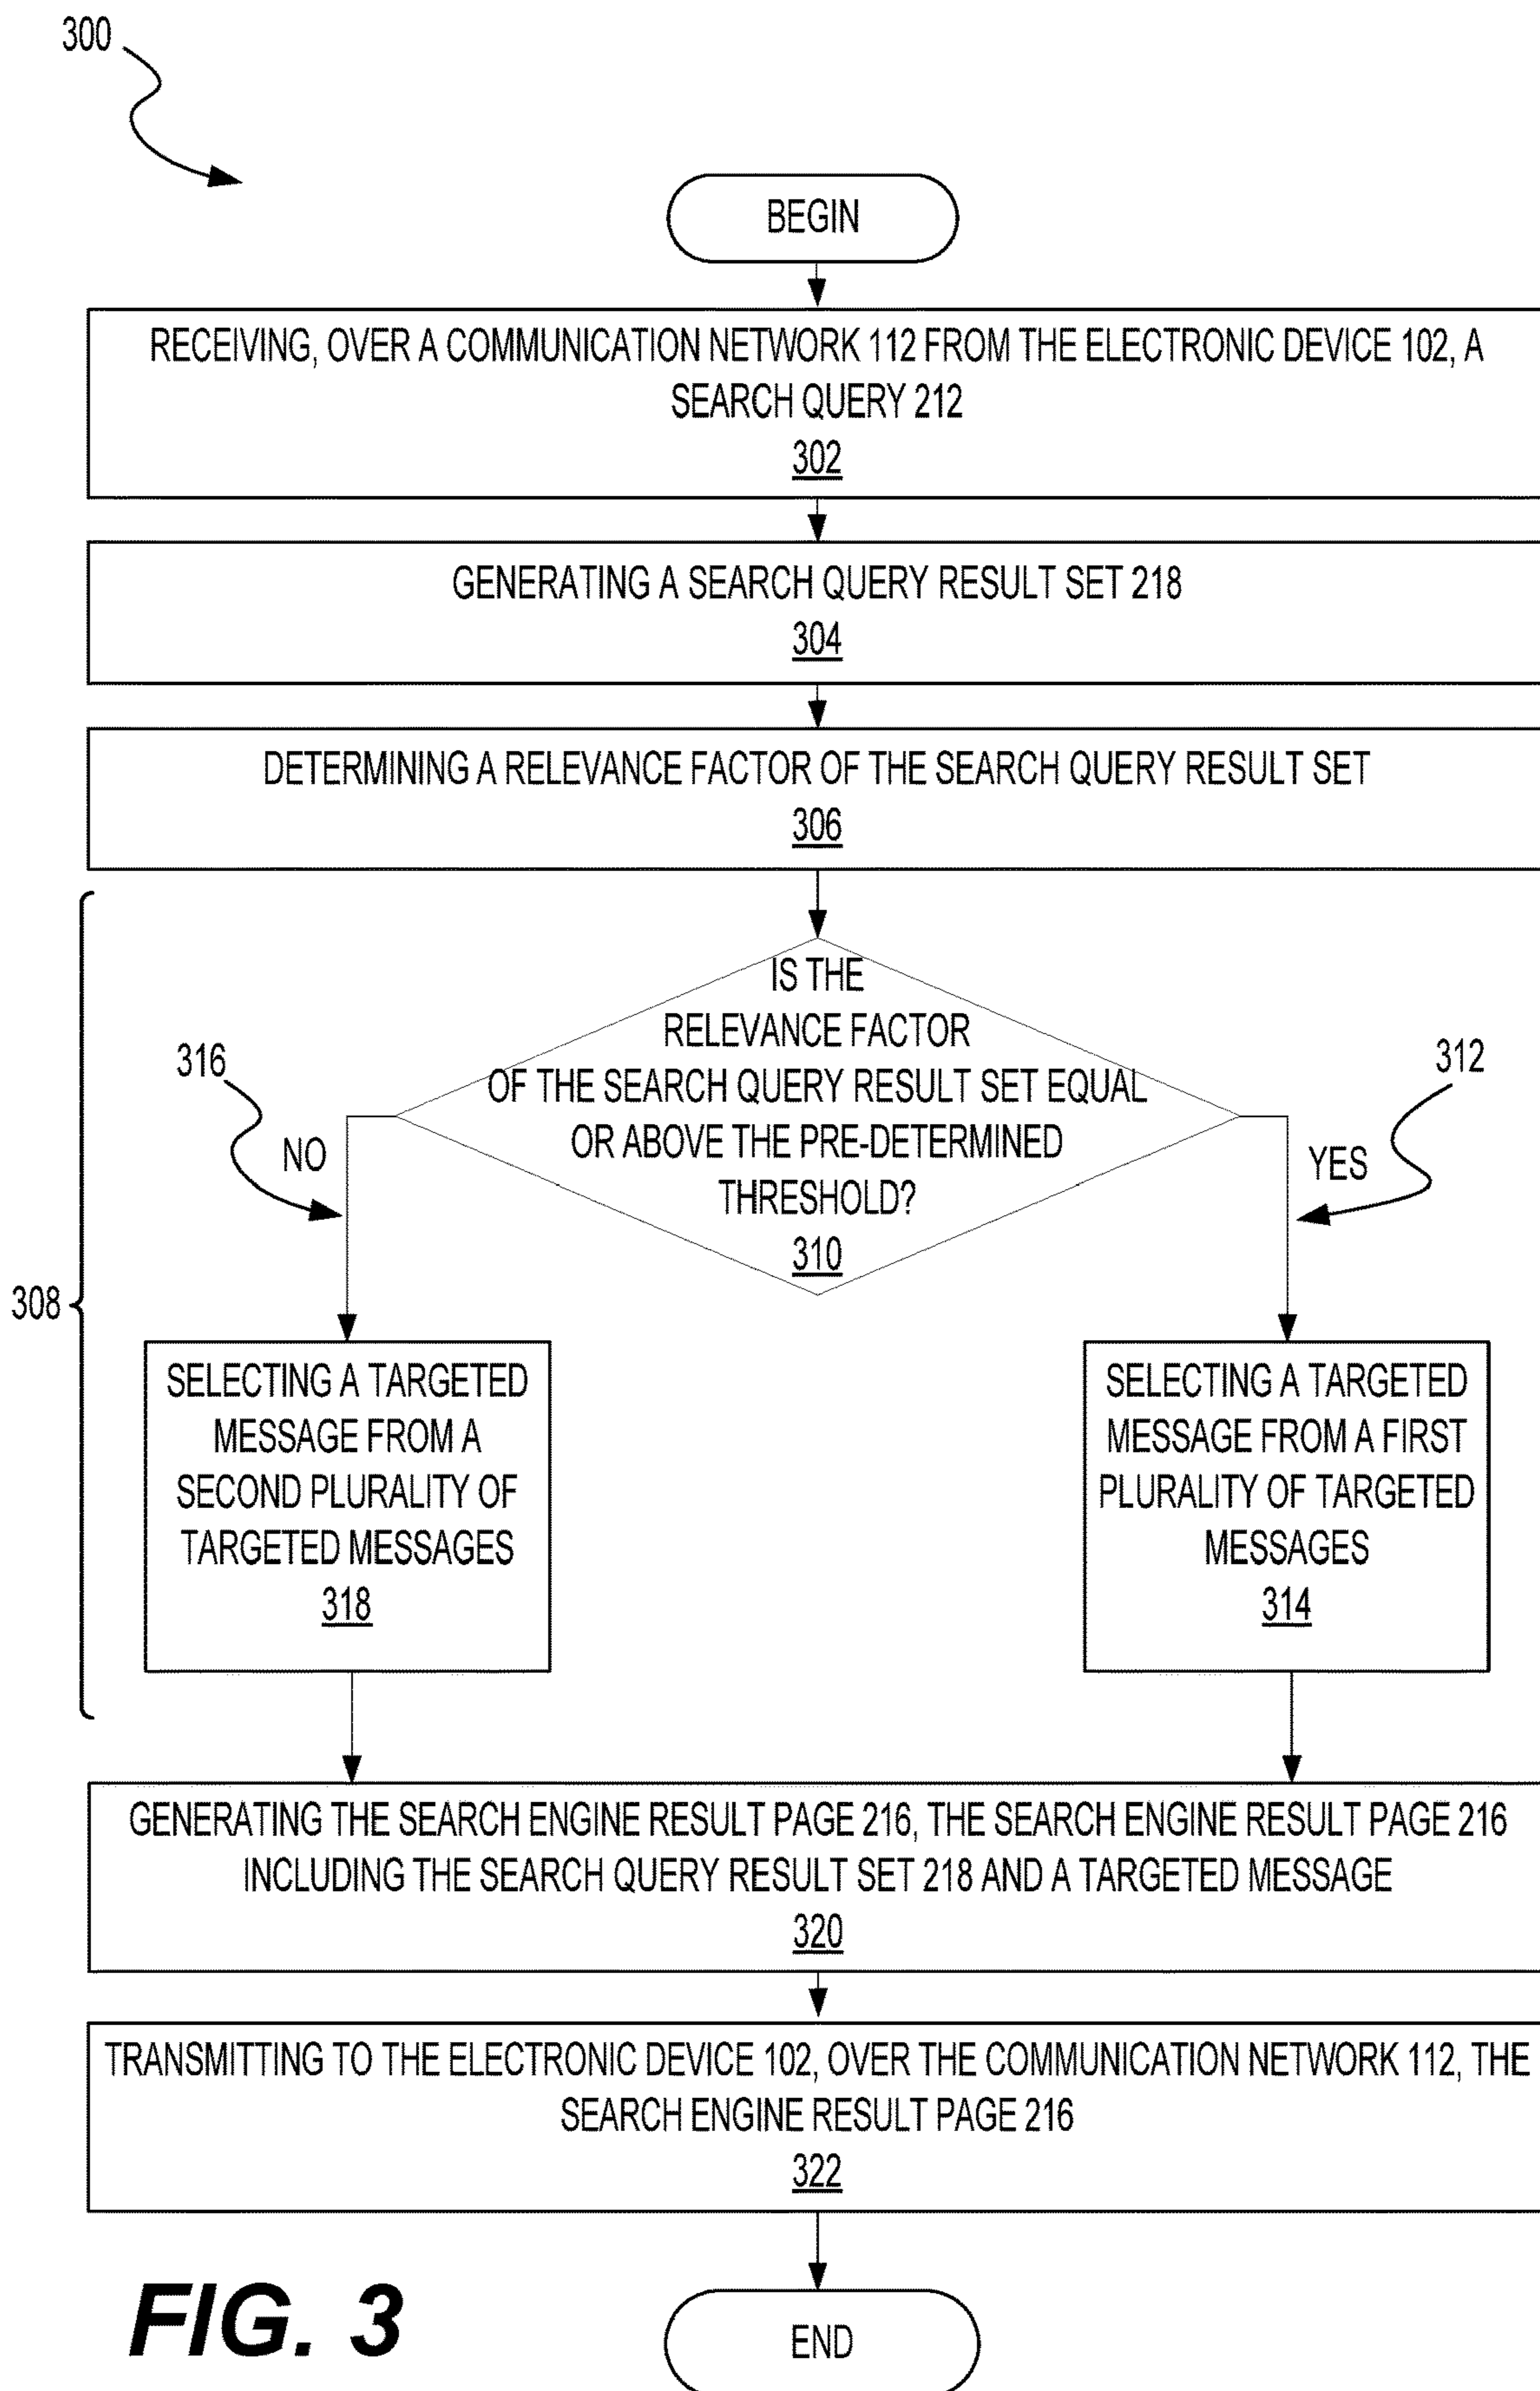 300
BEGIN
RECEIVING, OVER A COMMUNICATION NETWORK 112 FROM THE ELECTRONIC DEVICE 102, A
SEARCH QUERY 212
302
GENERATING A SEARCH QUERY RESULT SET 218
304
DETERMINING A RELEVANCE FACTOR OF THE SEARCH QUERY RESULT SET
306
308
IS THE
RELEVANCE FACTOR
OF THE SEARCH QUERY RESULT SET EQUAL
OR ABOVE THE PRE-DETERMINED
THRESHOLD?
310
316
NO
312
YES
SELECTING A TARGETED
MESSAGE FROM A
SECOND PLURALITY OF
TARGETED MESSAGES
318
SELECTING A TARGETED
MESSAGE FROM A FIRST
PLURALITY OF TARGETED
MESSAGES
314
GENERATING THE SEARCH ENGINE RESULT PAGE 216, THE SEARCH ENGINE RESULT PAGE 216
INCLUDING THE SEARCH QUERY RESULT SET 218 AND A TARGETED MESSAGE
320
TRANSMITTING TO THE ELECTRONIC DEVICE 102, OVER THE COMMUNICATION NETWORK 112, THE
SEARCH ENGINE RESULT PAGE 216
322
END
FIG. 3